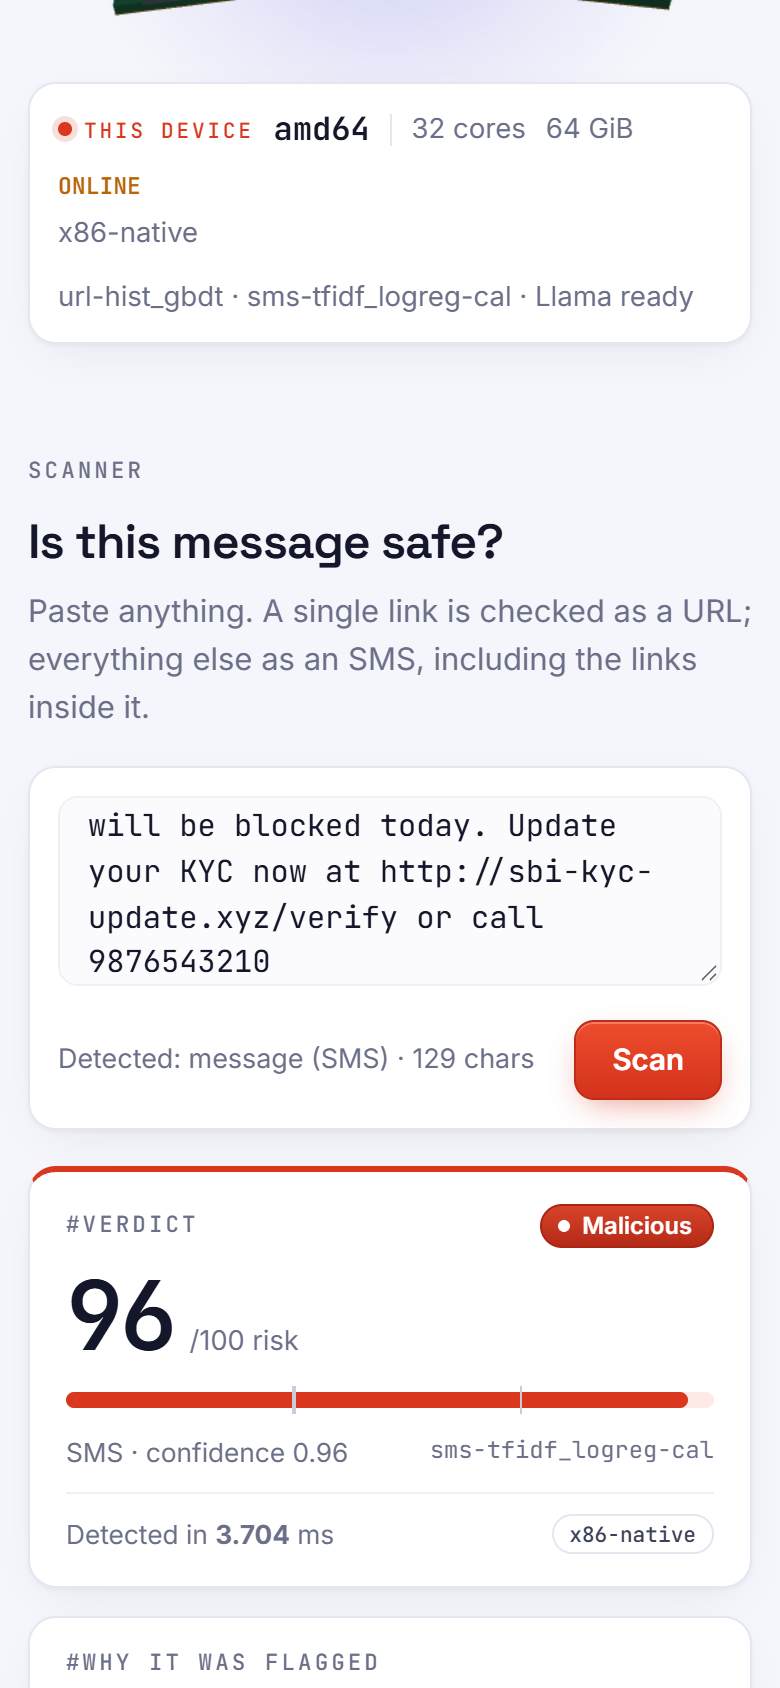 THIS DEVICE amd64 32 cores 64 GiB
ONLINE
x86-native
url-hist_gbdt · sms-tfidf_logreg-cal · Llama ready
SCANNER
Is this message safe?
Paste anything. A single link is checked as a URL;
everything else as an SMS, including the links
inside it.
will be blocked today. Update
your KYC now at http://sbi-kyc-
update.xyz/verify or call
9876543210
Detected: message (SMS) · 129 chars
Scan
#VERDICT
Malicious
96 /100 risk
SMS · confidence 0.96 sms-tfidf_logreg-cal
Detected in 3.704 ms x86-native
#WHY IT WAS FLAGGED